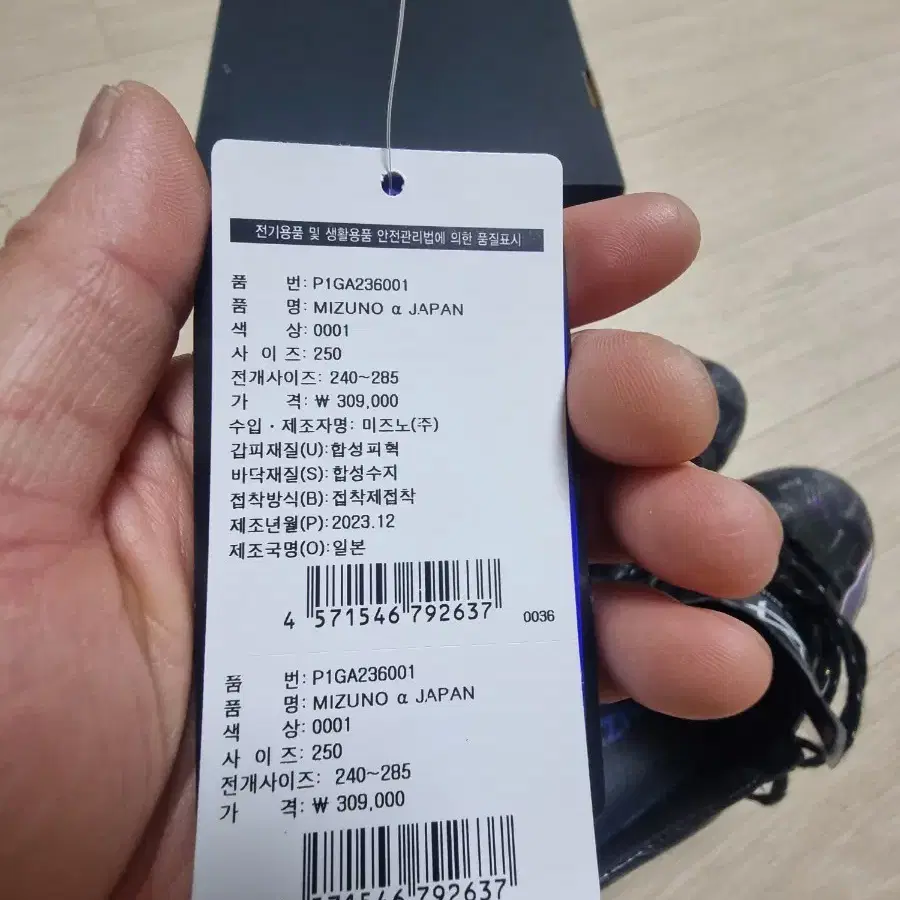 전기용품 및 생활용품 안전관리법에 의한 품질표시
품 번: P1GA236001
품 명: MIZUNO α JAPAN
색 상: 0001
사 이 즈: 250
전개사이즈: 240~285
가 격: ₩ 309,000
수입 · 제조자명: 미즈노(주)
갑피재질(U):합성피혁
바닥재질(S): 합성수지
접착방식(B): 접착제접착
제조년월(P): 2023.12
제조국명(O):일본
4 571546 792637 0036
품 번: P1GA236001
품 명: MIZUNO α JAPAN
색 상: 0001
사 이 즈: 250
전개사이즈: 240~285
가 격: ₩ 309,000
571546 792637